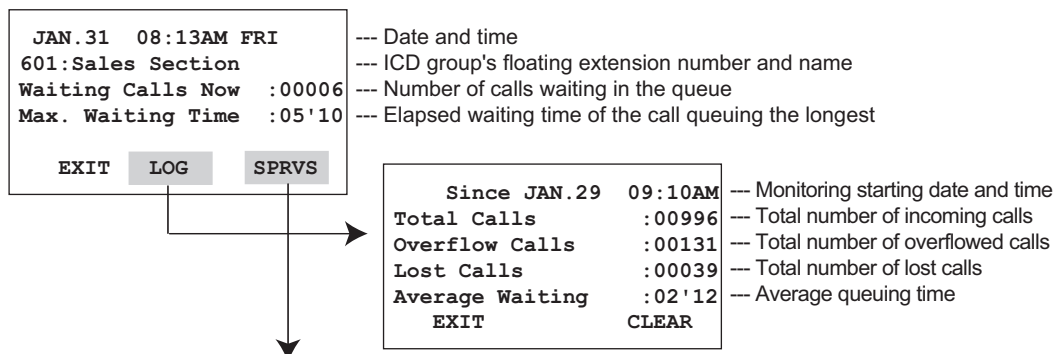 JAN.31 08:13AM FRI --- Date and time
601:Sales Section --- ICD group's floating extension number and name
Waiting Calls Now :00006 --- Number of calls waiting in the queue
Max. Waiting Time :05'10 --- Elapsed waiting time of the call queuing the longest
EXIT LOG SPRVS
Since JAN.29 09:10AM --- Monitoring starting date and time
Total Calls :00996 --- Total number of incoming calls
Overflow Calls :00131 --- Total number of overflowed calls
Lost Calls :00039 --- Total number of lost calls
Average Waiting :02'12 --- Average queuing time
EXIT CLEAR